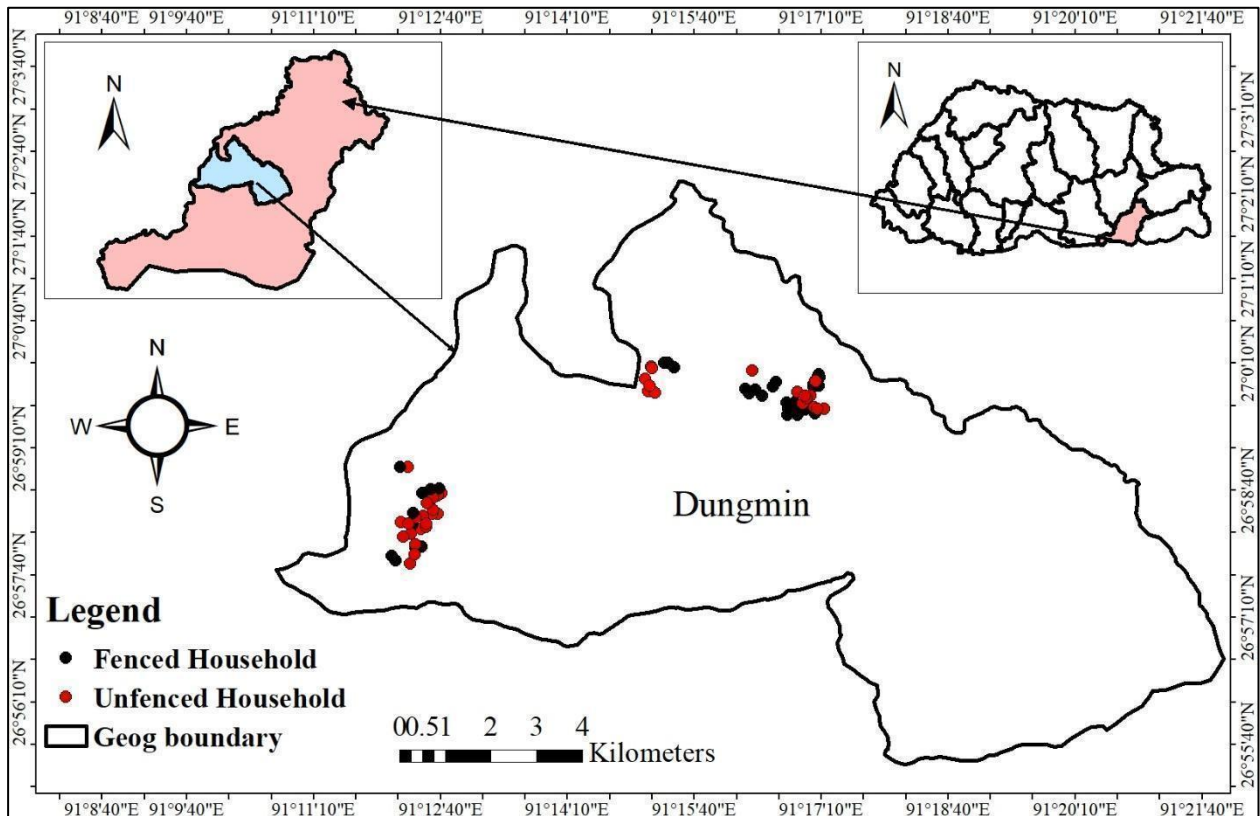 91°8'40"E 91°9'40"E 91°11'10"E 91°12'40"E 91°14'10"E 91°15'40"E 91°17'10"E 91°18'40"E 91°20'10"E 91°21'40"E
27°3'40"N
27°2'40"N
27°1'40"N
27°0'40"N
26°59'10"N
26°57'40"N
26°56'10"N
N
N
27°3'10"N
27°2'10"N
27°1'10"N
27°0'10"N
26°58'40"N
26°57'10"N
26°55'40"N
N
W E
S
Dungmin
Legend
Fenced Household
Unfenced Household
Geog boundary
0 0.5 1 2 3 4
Kilometers
91°8'40"E 91°9'40"E 91°11'10"E 91°12'40"E 91°14'10"E 91°15'40"E 91°17'10"E 91°18'40"E 91°20'10"E 91°21'40"E